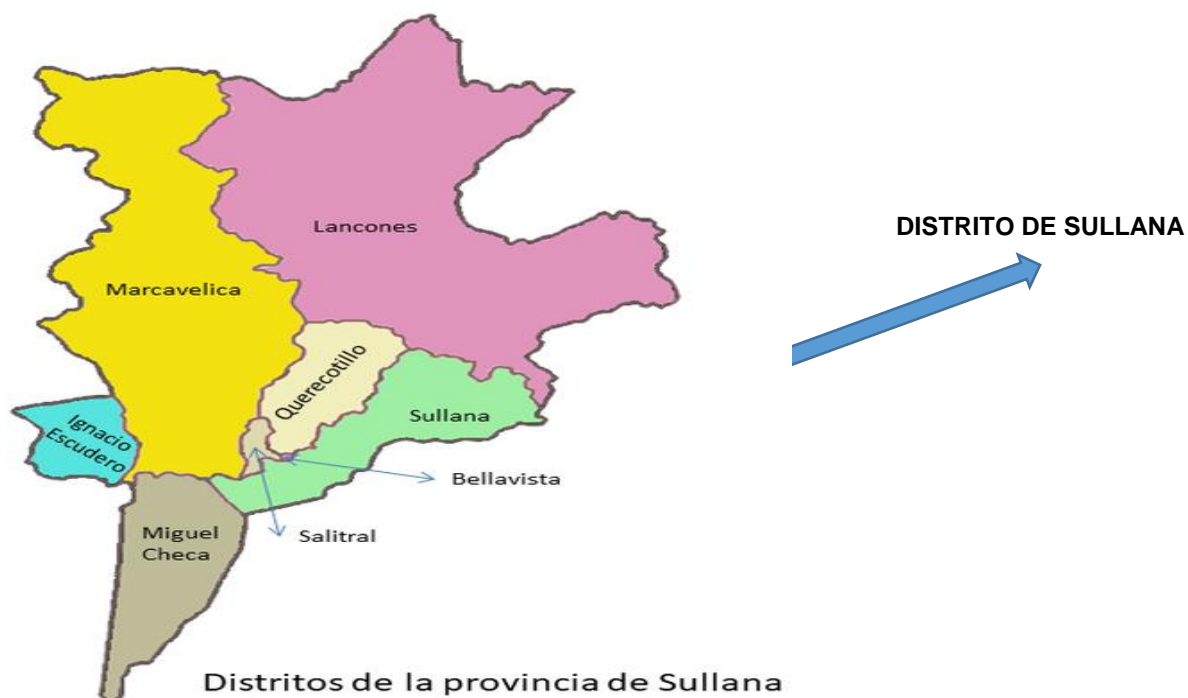 Lancones
DISTRITO DE SULLANA
Marcavelica
Querecotillo
Sullana
Ignacio
Escudero
Bellavista
Miguel
Checa
Salitral
Distritos de la provincia de Sullana